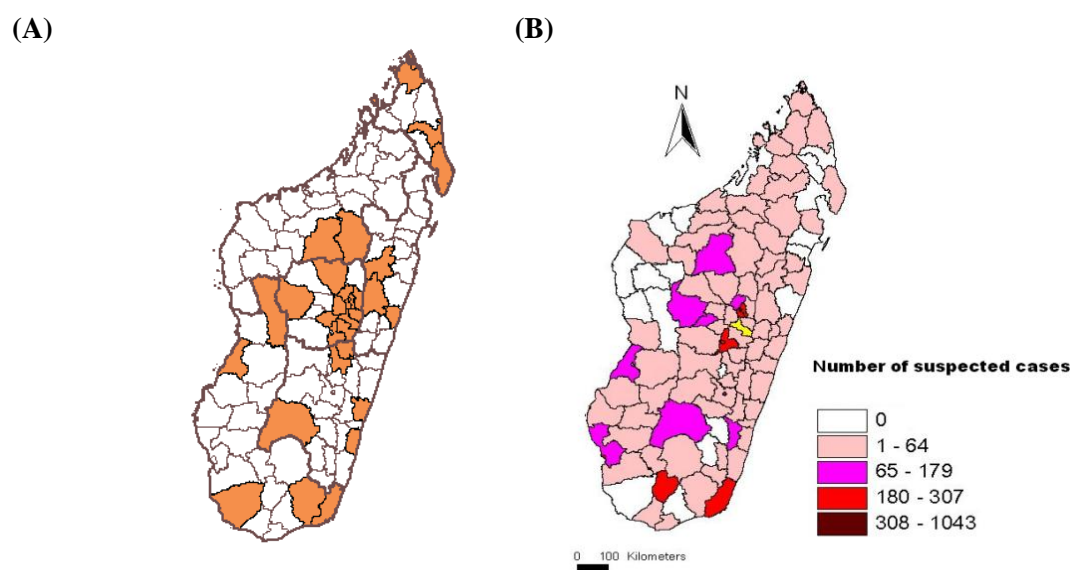 (A)
(B)
N
Number of suspected cases
0
1 - 64
65 - 179
180 - 307
308 - 1043
0 100 Kilometers